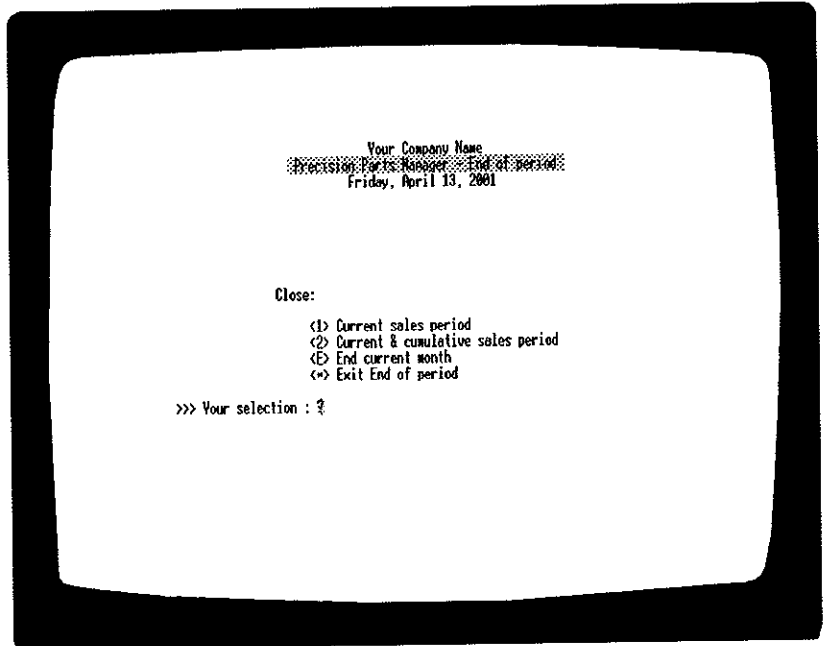 Your Company Name
Precision Parts Manager - End of period
Friday, April 13, 2001
Close:
<1> Current sales period
<2> Current & cumulative sales period
<E> End current month
<*> Exit End of period
>>> Your selection : ?